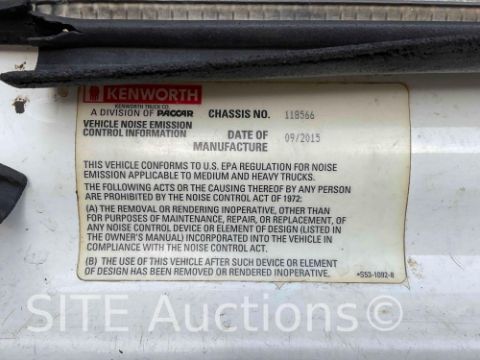 KENWORTH
KENWORTH TRUCK CO.
A DIVISION OF PACCAR
CHASSIS NO. 118566
VEHICLE NOISE EMISSION
CONTROL INFORMATION
DATE OF MANUFACTURE 09/2015
THIS VEHICLE CONFORMS TO U.S. EPA REGULATION FOR NOISE
EMISSION APPLICABLE TO MEDIUM AND HEAVY TRUCKS.
THE FOLLOWING ACTS OR THE CAUSING THEREOF BY ANY PERSON
ARE PROHIBITED BY THE NOISE CONTROL ACT OF 1972:
(A) THE REMOVAL OR RENDERING INOPERATIVE, OTHER THAN
FOR PURPOSES OF MAINTENANCE, REPAIR, OR REPLACEMENT, OF
ANY NOISE CONTROL DEVICE OR ELEMENT OF DESIGN (LISTED IN
THE OWNER'S MANUAL) INCORPORATED INTO THE VEHICLE IN
COMPLIANCE WITH THE NOISE CONTROL ACT.
(B) THE USE OF THIS VEHICLE AFTER SUCH DEVICE OR ELEMENT
OF DESIGN HAS BEEN REMOVED OR RENDERED INOPERATIVE.
*S53-1092-8
SITE Auctions.com!